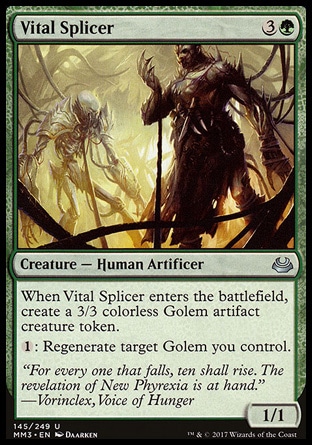 Vital Splicer 3
Creature — Human Artificer
When Vital Splicer enters the battlefield,
create a 3/3 colorless Golem artifact
creature token.
1: Regenerate target Golem you control.
"For every one that falls, ten shall rise. The
revelation of New Phyrexia is at hand."
—Vorinclex, Voice of Hunger
1/1
145/249 U
MM3 • EN Daarken
™ & © 2017 Wizards of the Coast